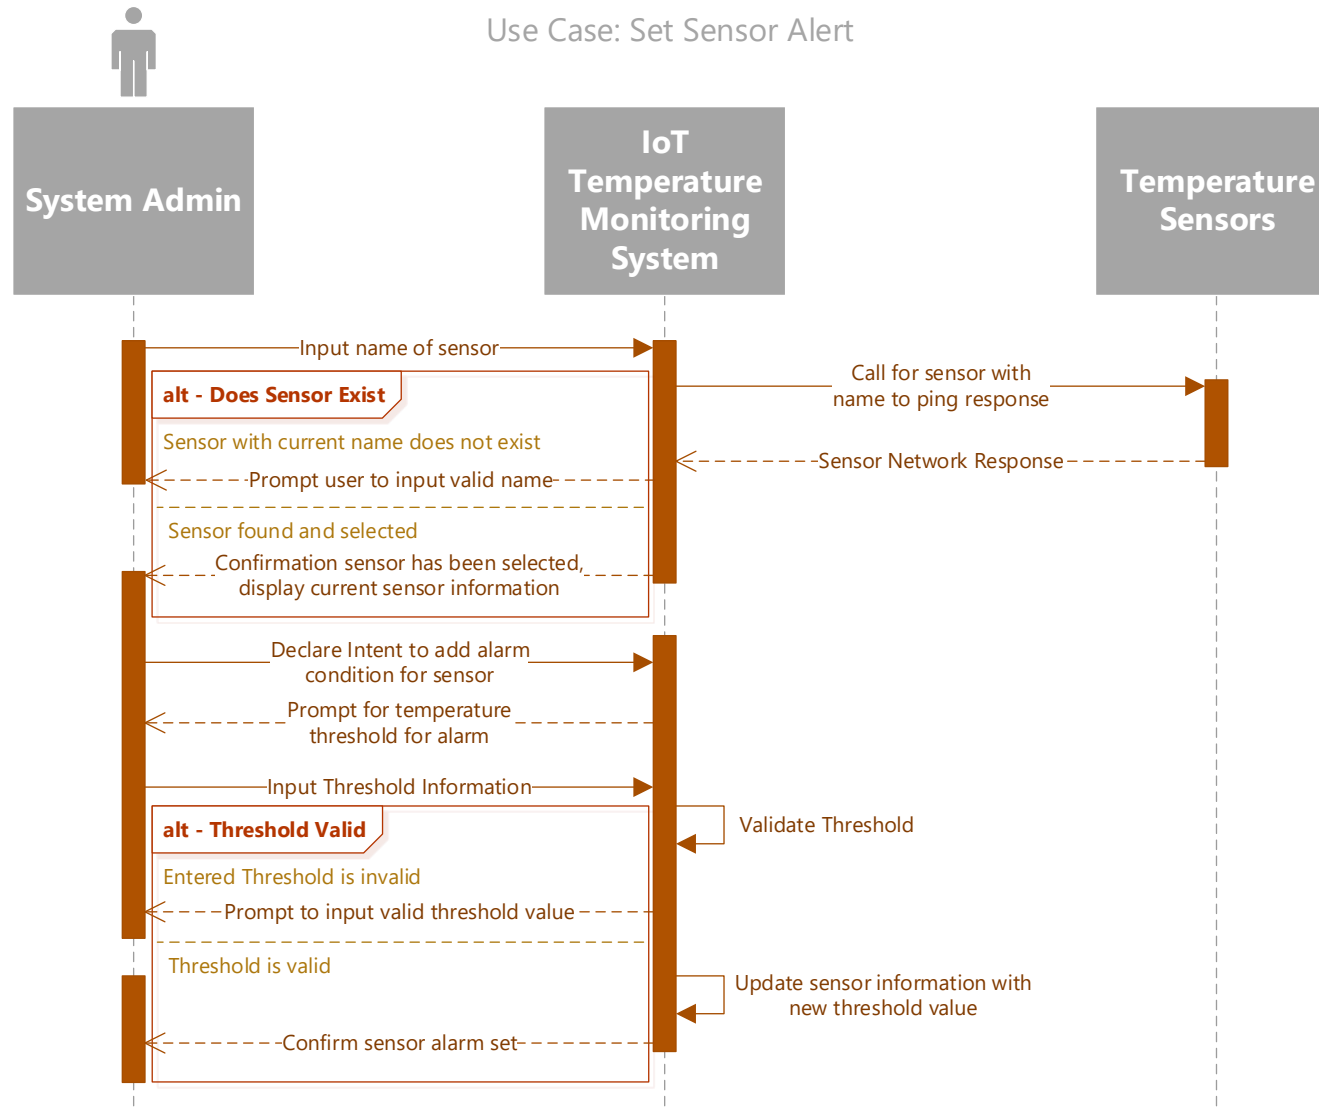 Use Case: Set Sensor Alert
System Admin
IoT
Temperature
Monitoring
System
Temperature
Sensors
Input name of sensor
Call for sensor with
name to ping response
alt - Does Sensor Exist
Sensor with current name does not exist
Sensor Network Response
Prompt user to input valid name
Sensor found and selected
Confirmation sensor has been selected,
display current sensor information
Declare Intent to add alarm
condition for sensor
Prompt for temperature
threshold for alarm
Input Threshold Information
alt - Threshold Valid
Validate Threshold
Entered Threshold is invalid
Prompt to input valid threshold value
Threshold is valid
Update sensor information with
new threshold value
Confirm sensor alarm set